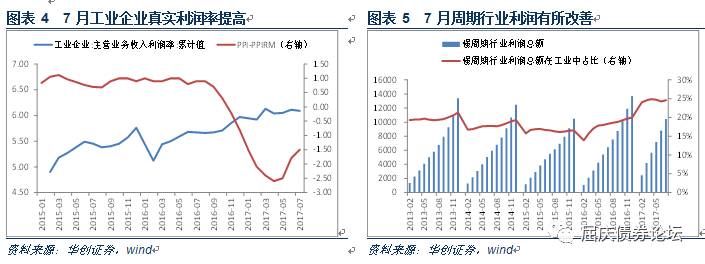 图表 4 7 月工业企业真实利润率提高
工业企业:主营业务收入利润率:累计值 PPI-PPIRM（右轴）
7.00 1.50
1.00
6.00 0.50
0.00
-0.50
5.00 -1.00
-1.50
-2.00
4.50 -2.50
-3.00
2015-01 2015-03 2015-05 2015-07 2015-09 2015-11 2016-01 2016-03 2016-05 2016-07 2016-09 2016-11 2017-01 2017-03 2017-05 2017-07
资料来源：华创证券，wind
图表 5 7 月周期行业利润有所改善
强周期行业利润总额
强周期行业利润总额在工业中占比（右轴）
16000 30%
14000 25%
12000
10000 20%
8000 15%
6000 10%
4000
2000 5%
0 0%
2013-02 2013-05 2013-08 2013-11 2014-02 2014-05 2014-08 2014-11 2015-02 2015-05 2015-08 2015-11 2016-02 2016-05 2016-08 2016-11 2017-02 2017-05
资料来源：华创证券，wind
屈庆债券论坛